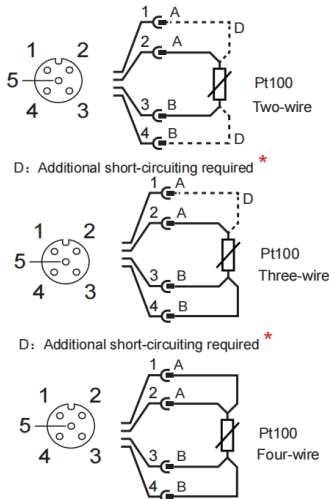 1 A
D
1 2
2 A
5
Pt100
Two-wire
3 B
4 3
4 B
D
D: Additional short-circuiting required *
1 A
D
1 2
2 A
5
Pt100
Three-wire
3 B
4 3
4 B
D: Additional short-circuiting required *
1 A
1 2
2 A
5
Pt100
Four-wire
3 B
4 3
4 B